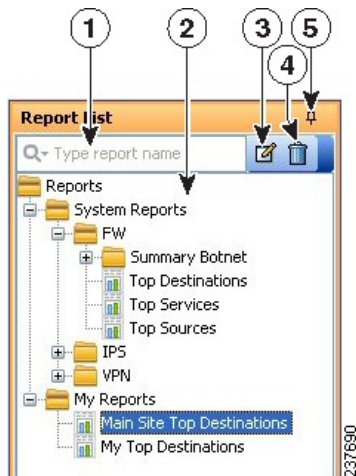 1 2 3 5
4
Report List
Type report name
Reports
System Reports
FW
Summary Botnet
Top Destinations
Top Services
Top Sources
IPS
VPN
My Reports
Main Site Top Destinations
My Top Destinations
237690